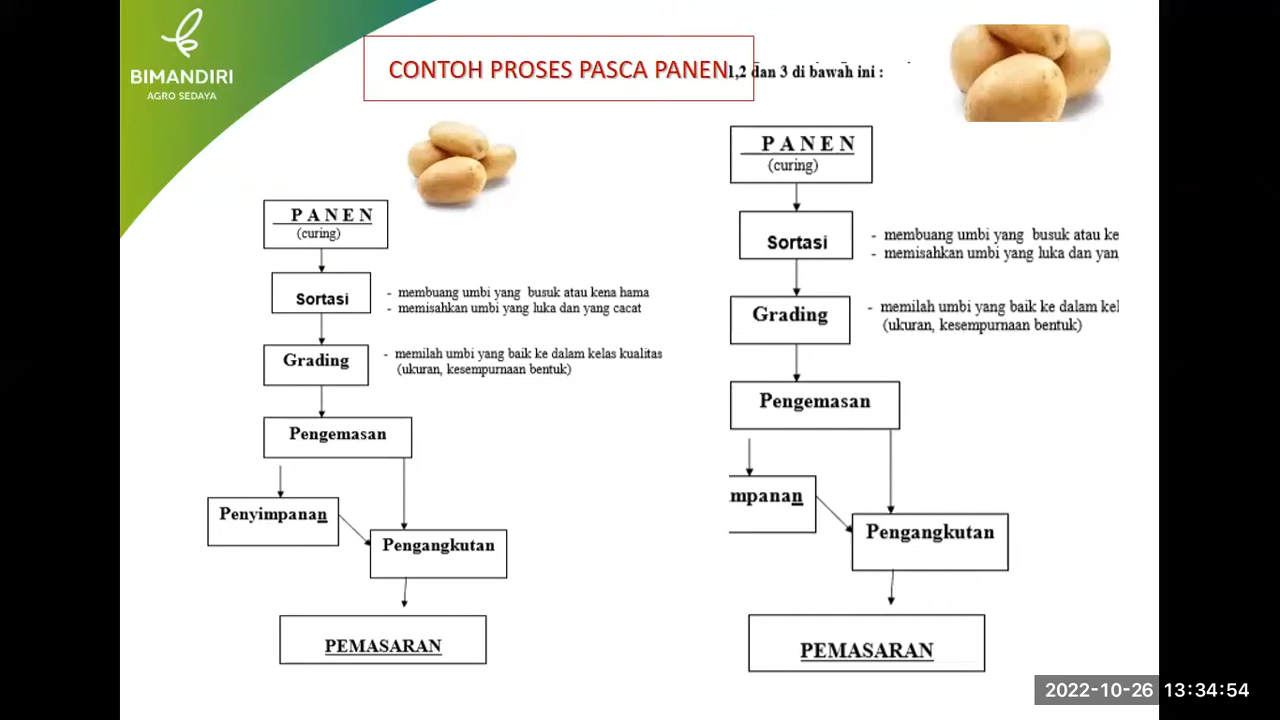 BIMANDIRI
AGRO SEDAYA
CONTOH PROSES PASCA PANEN
1,2 dan 3 di bawah ini :
P A N E N
(curing)
Sortasi
- membuang umbi yang busuk atau kena hama
- memisahkan umbi yang luka dan yang cacat
Grading
- memilah umbi yang baik ke dalam kelas kualitas
(ukuran, kesempurnaan bentuk)
Pengemasan
Penyimpanan
Pengangkutan
PEMASARAN
P A N E N
(curing)
Sortasi
- membuang umbi yang busuk atau ke
- memisahkan umbi yang luka dan yan
Grading
- memilah umbi yang baik ke dalam kel
(ukuran, kesempurnaan bentuk)
Pengemasan
mpanan
Pengangkutan
PEMASARAN
2022-10-26 13:34:54